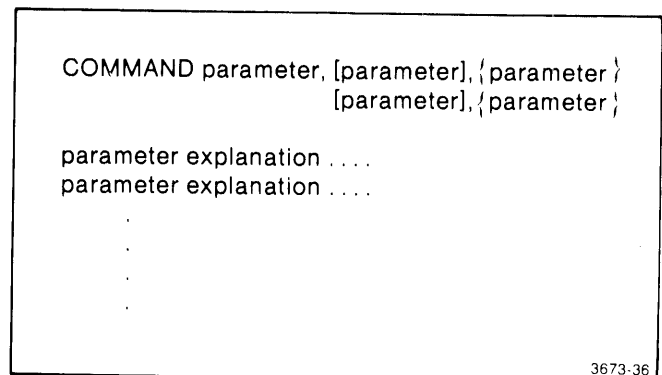 COMMAND parameter, [parameter], {parameter}
[parameter], {parameter}
parameter explanation ....
parameter explanation ....
.
.
.
.
3673-36